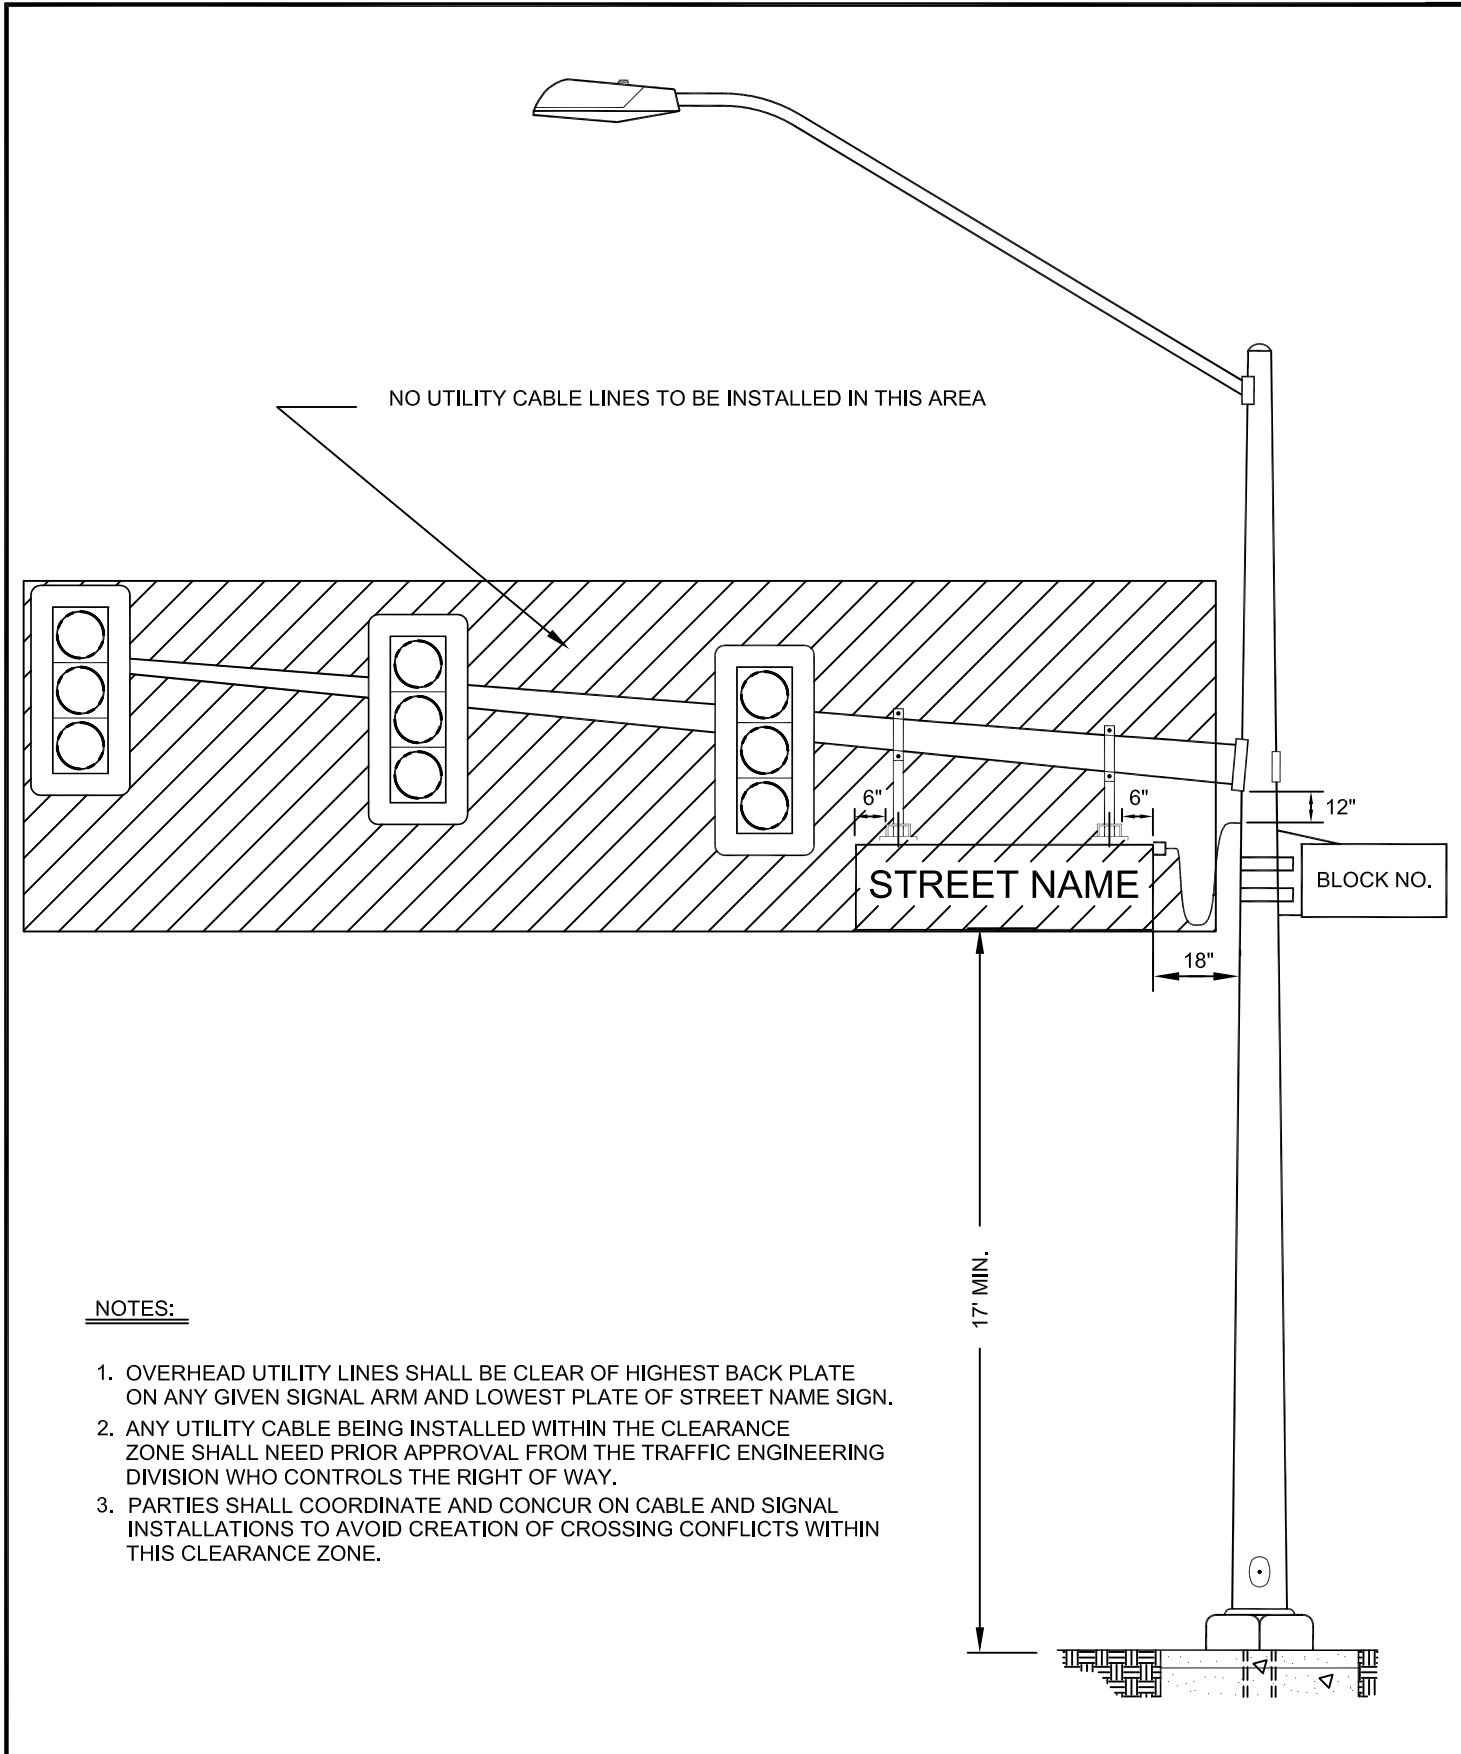 NO UTILITY CABLE LINES TO BE INSTALLED IN THIS AREA
6"
6"
12"
STREET NAME
BLOCK NO.
18"
17' MIN.
NOTES:
1. OVERHEAD UTILITY LINES SHALL BE CLEAR OF HIGHEST BACK PLATE
ON ANY GIVEN SIGNAL ARM AND LOWEST PLATE OF STREET NAME SIGN.
2. ANY UTILITY CABLE BEING INSTALLED WITHIN THE CLEARANCE
ZONE SHALL NEED PRIOR APPROVAL FROM THE TRAFFIC ENGINEERING
DIVISION WHO CONTROLS THE RIGHT OF WAY.
3. PARTIES SHALL COORDINATE AND CONCUR ON CABLE AND SIGNAL
INSTALLATIONS TO AVOID CREATION OF CROSSING CONFLICTS WITHIN
THIS CLEARANCE ZONE.